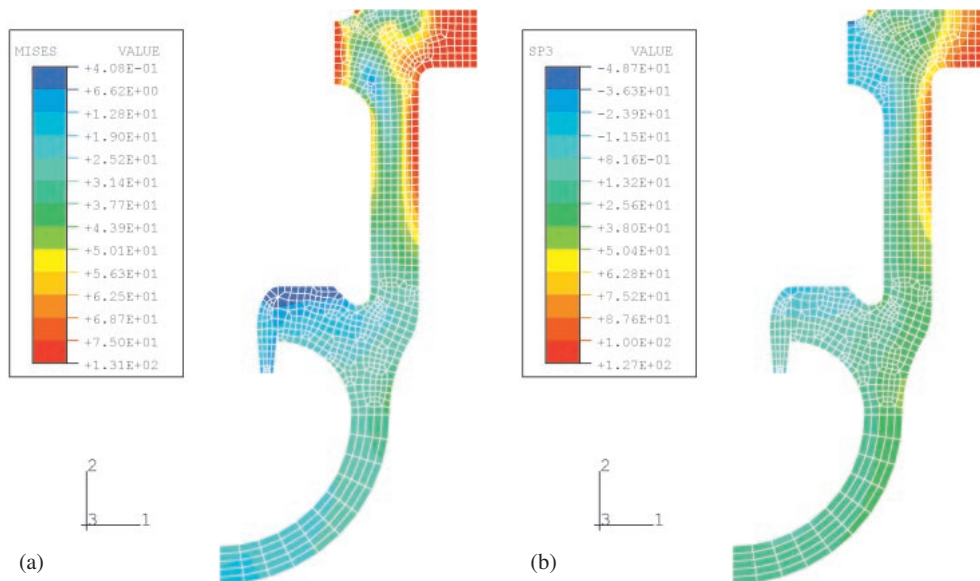 MISES VALUE
+4.08E-01
+6.62E+00
+1.28E+01
+1.90E+01
+2.52E+01
+3.14E+01
+3.77E+01
+4.39E+01
+5.01E+01
+5.63E+01
+6.25E+01
+6.87E+01
+7.50E+01
+1.31E+02
2
3 1
(a)
SP3 VALUE
-4.87E+01
-3.63E+01
-2.39E+01
-1.15E+01
+8.16E-01
+1.32E+01
+2.56E+01
+3.80E+01
+5.04E+01
+6.28E+01
+7.52E+01
+8.76E+01
+1.00E+02
+1.27E+02
2
3 1
(b)